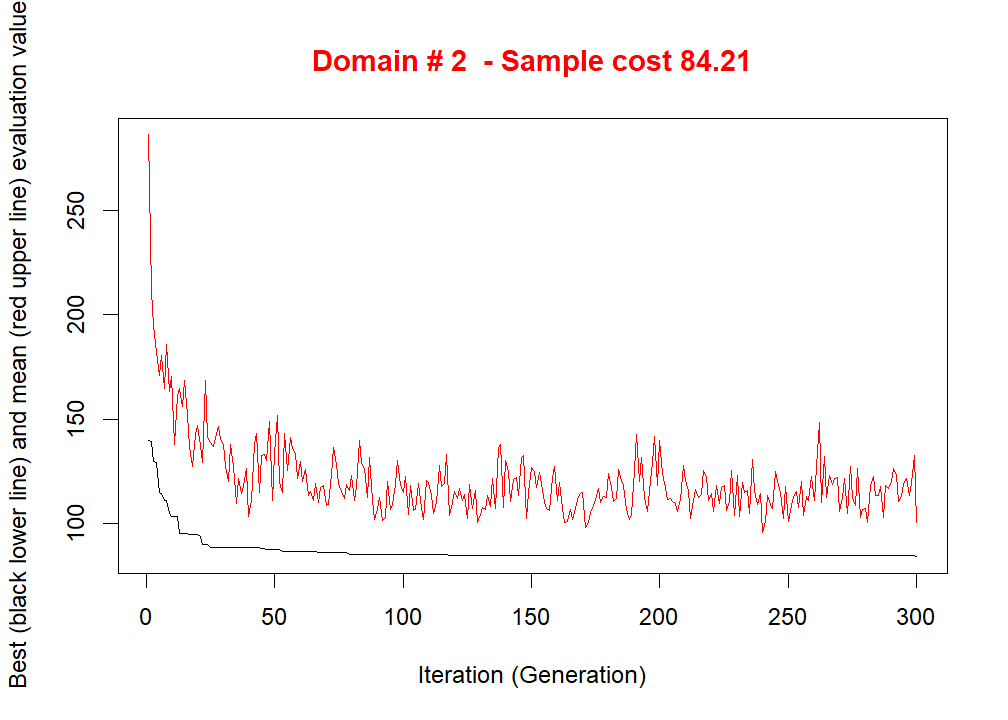 Domain # 2  - Sample cost 84.21
Best (black lower line) and mean (red upper line) evaluation value
250
200
150
100
0 50 100 150 200 250 300
Iteration (Generation)